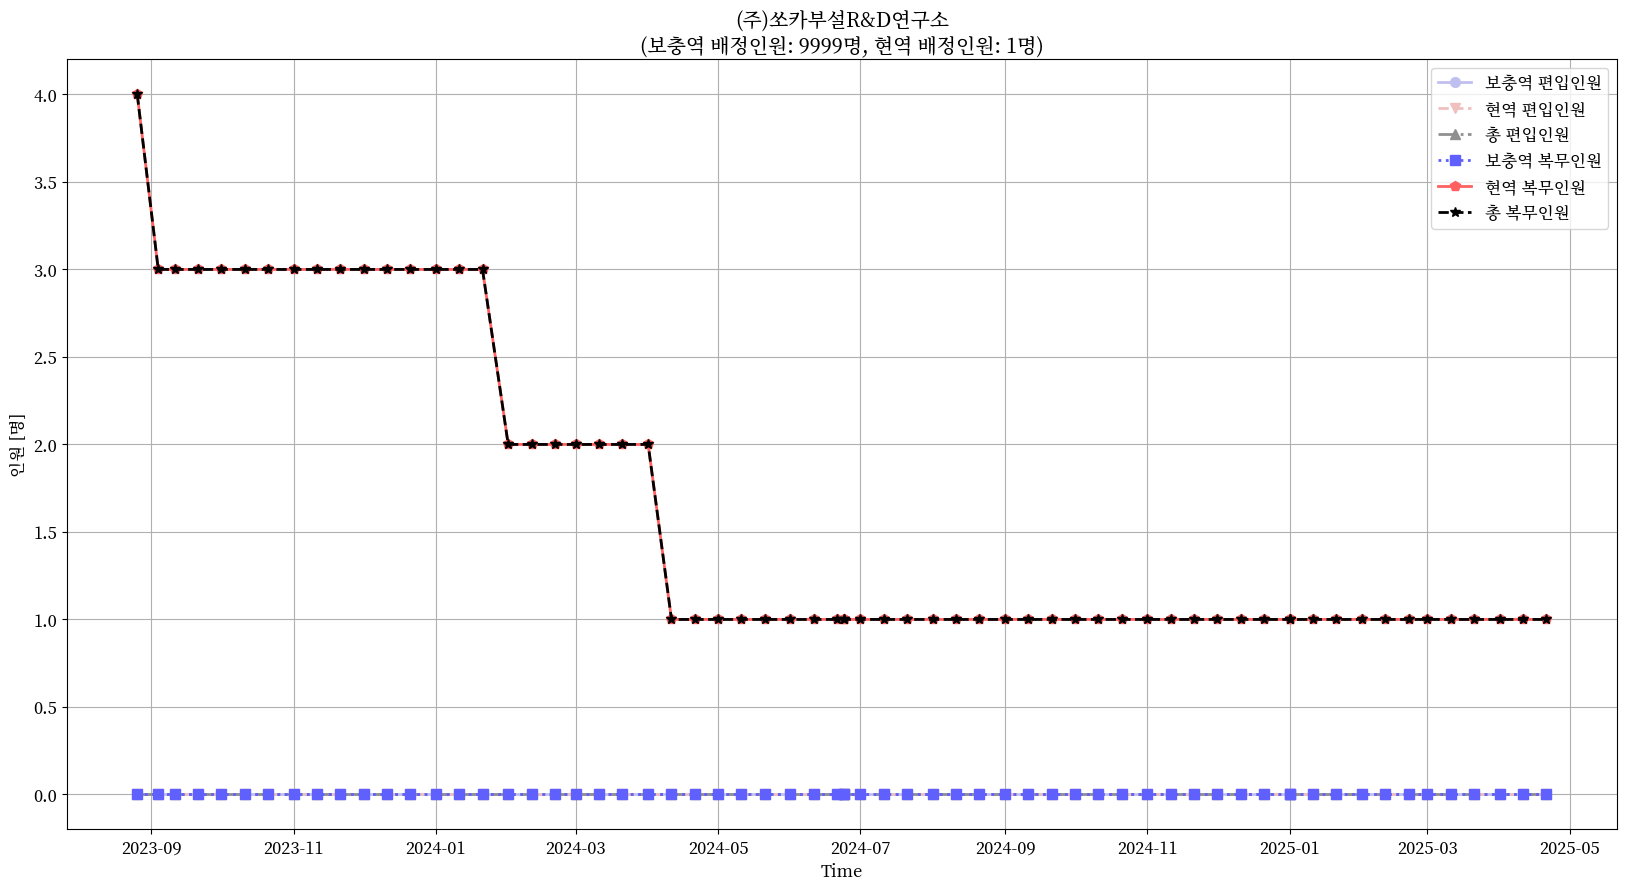 (주)쏘카부설R&D연구소
(보충역 배정인원: 9999명, 현역 배정인원: 1명)
보충역 편입인원
현역 편입인원
총 편입인원
보충역 복무인원
현역 복무인원
총 복무인원
인원 [명]
4.0
3.5
3.0
2.5
2.0
1.5
1.0
0.5
0.0
2023-09 2023-11 2024-01 2024-03 2024-05 2024-07 2024-09 2024-11 2025-01 2025-03 2025-05
Time